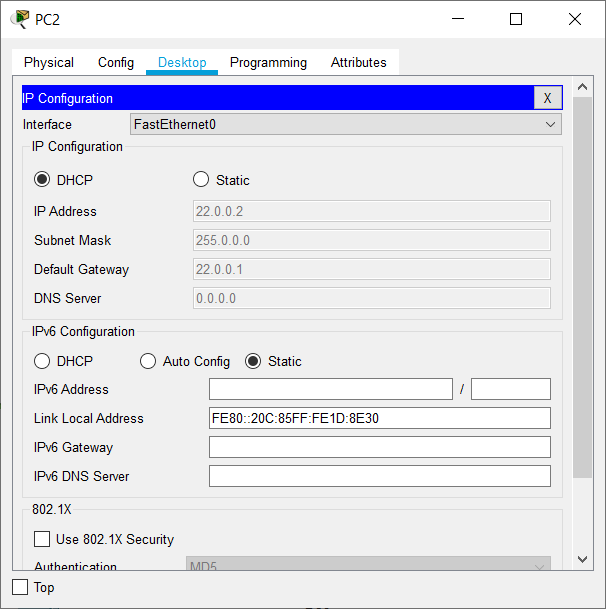 PC2
Physical Config Desktop Programming Attributes
IP Configuration X
Interface FastEthernet0
IP Configuration
DHCP Static
IP Address 22.0.0.2
Subnet Mask 255.0.0.0
Default Gateway 22.0.0.1
DNS Server 0.0.0.0
IPv6 Configuration
DHCP Auto Config Static
IPv6 Address /
Link Local Address FE80::20C:85FF:FE1D:8E30
IPv6 Gateway
IPv6 DNS Server
802.1X
Use 802.1X Security
Authentication MD5
Top